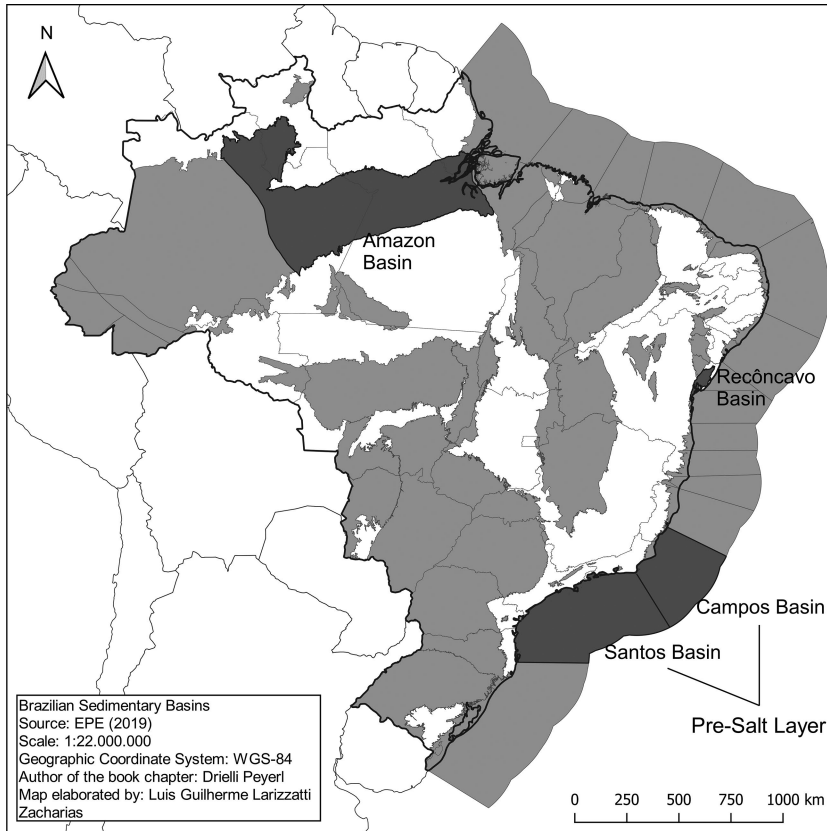 N
Amazon
Basin
Recôncavo
Basin
Campos Basin
Santos Basin
Pre-Salt Layer
Brazilian Sedimentary Basins
Source: EPE (2019)
Scale: 1:22.000.000
Geographic Coordinate System: WGS-84
Author of the book chapter: Drielli Peyerl
Map elaborated by: Luis Guilherme Larizzatti
Zacharias
0 250 500 750 1000 km